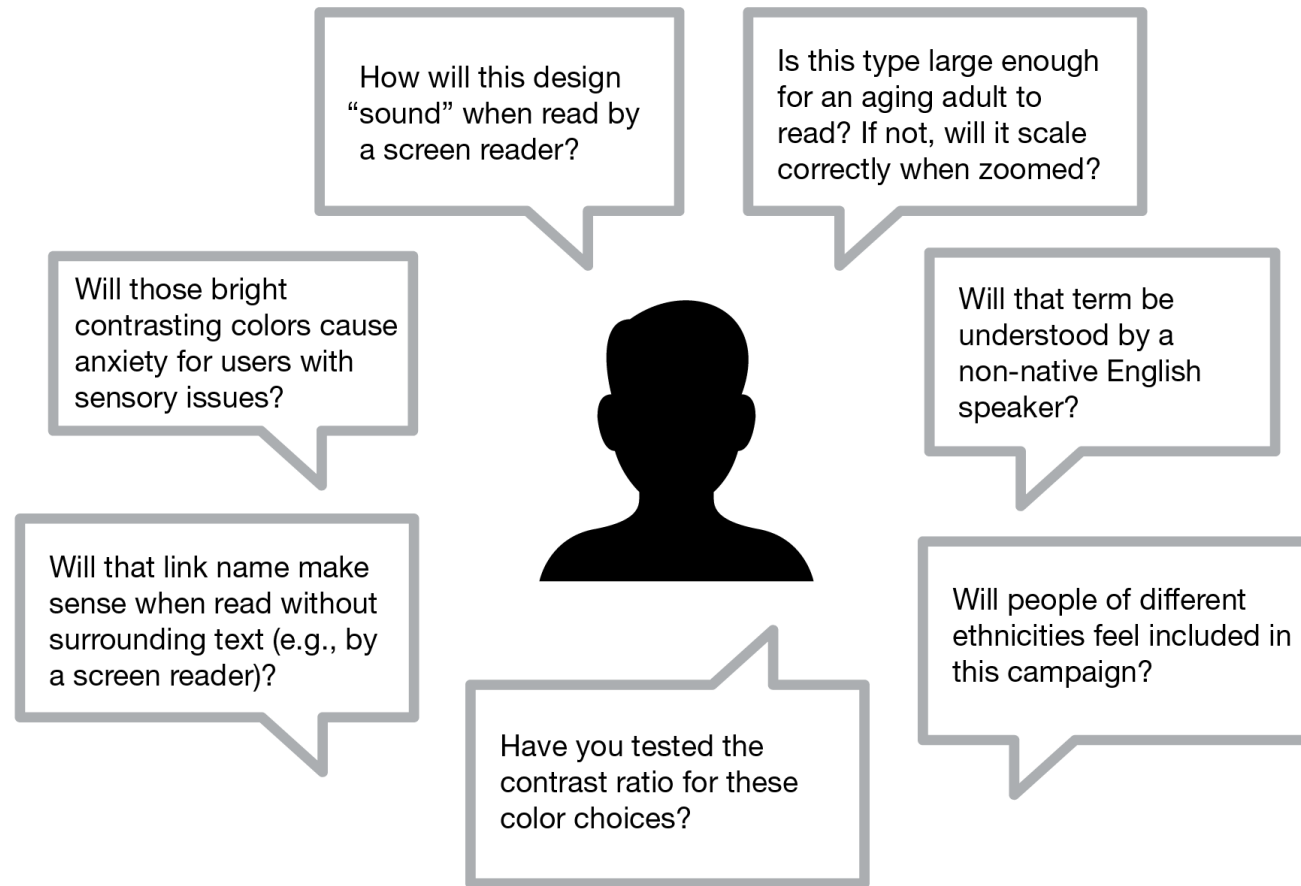 How will this design
“sound” when read by
a screen reader?
Is this type large enough
for an aging adult to
read? If not, will it scale
correctly when zoomed?
Will those bright
contrasting colors cause
anxiety for users with
sensory issues?
Will that term be
understood by a
non-native English
speaker?
Will that link name make
sense when read without
surrounding text (e.g., by
a screen reader)?
Will people of different
ethnicities feel included in
this campaign?
Have you tested the
contrast ratio for these
color choices?